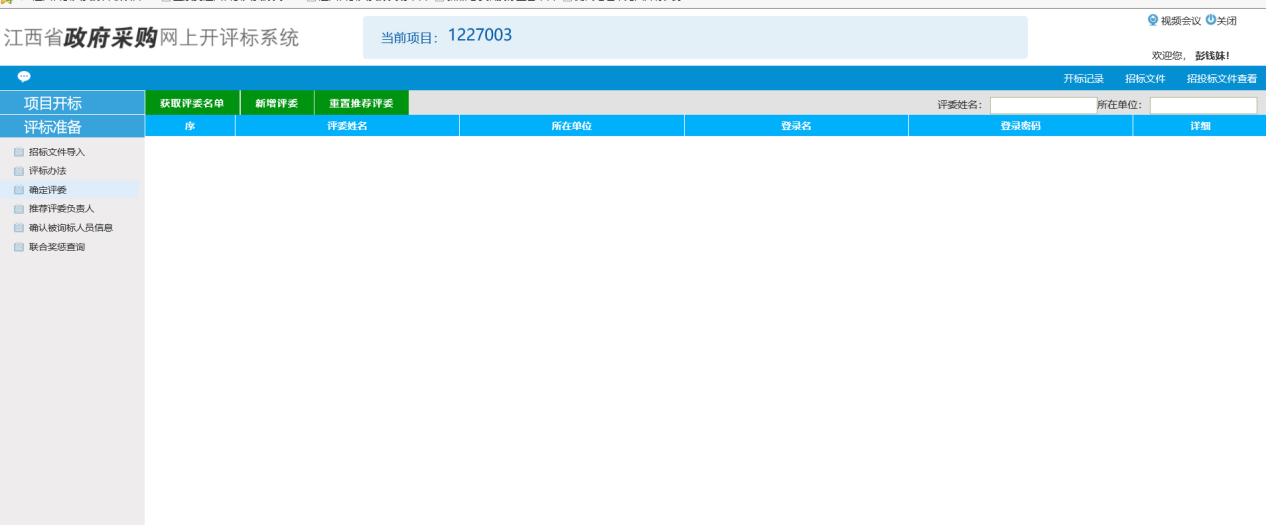 江西省政府采购网上开评标系统
当前项目： 1227003
视频会议 关闭
欢迎您， 彭钱妹！
开标记录 招标文件 招投标文件查看
项目开标
获取评委名单 新增评委 重置推荐评委 评委姓名： 所在单位：
评标准备
序 评委姓名 所在单位 登录名 登录密码 详细
招标文件导入
评标办法
确定评委
推荐评委负责人
确认被询标人员信息
联合奖惩查询